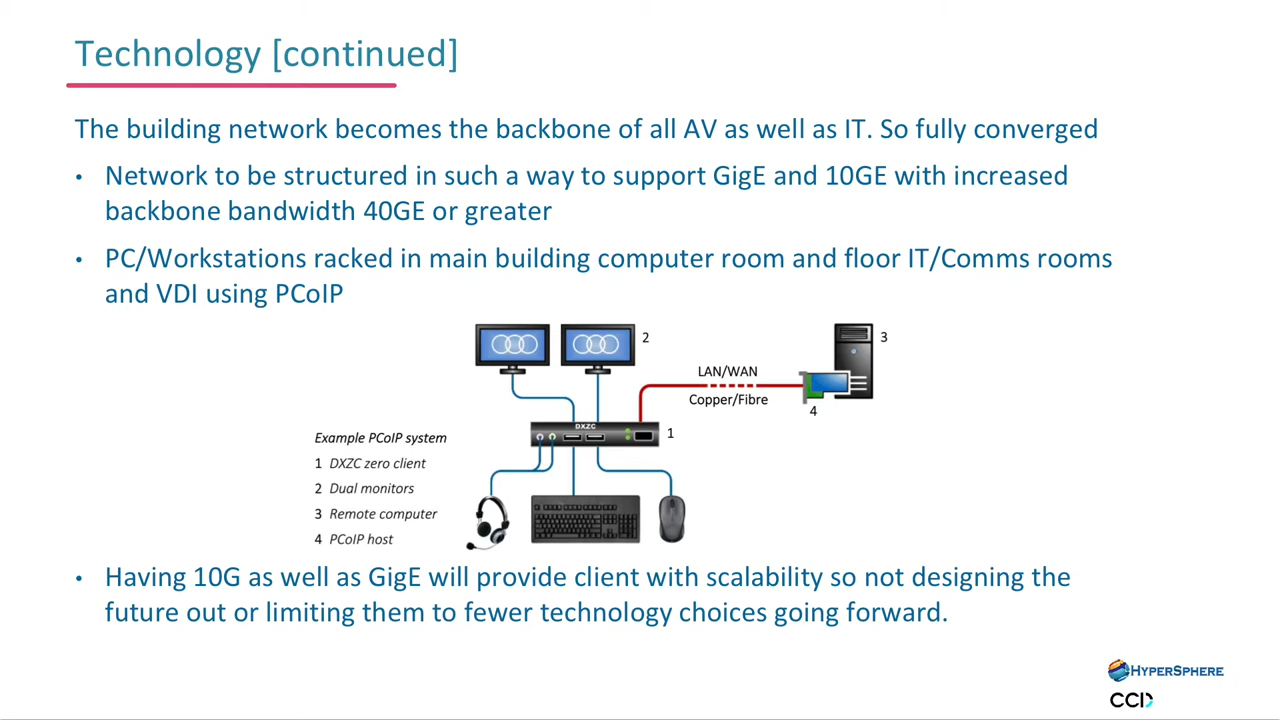 Technology [continued]
The building network becomes the backbone of all AV as well as IT. So fully converged
• Network to be structured in such a way to support GigE and 10GE with increased
backbone bandwidth 40GE or greater
• PC/Workstations racked in main building computer room and floor IT/Comms rooms
and VDI using PCoIP
2
3
LAN/WAN
Copper/Fibre
4
DXZC
1
Example PCoIP system
1 DXZC zero client
2 Dual monitors
3 Remote computer
4 PCoIP host
• Having 10G as well as GigE will provide client with scalability so not designing the
future out or limiting them to fewer technology choices going forward.
HYPERSPHERE
CCD